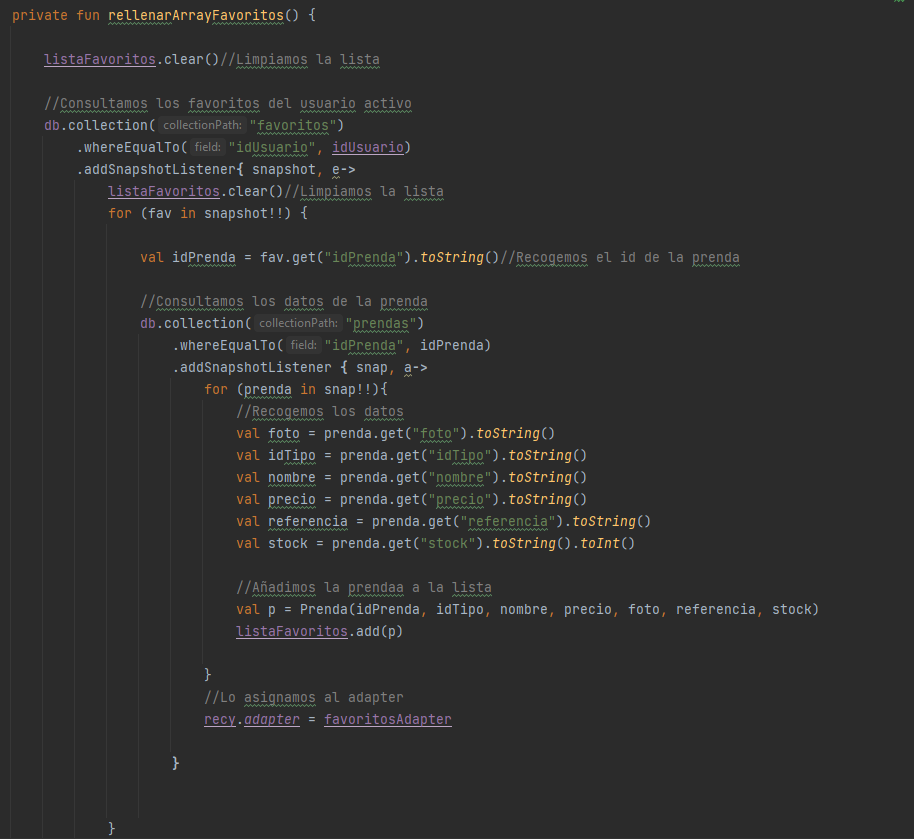 private fun rellenarArrayFavoritos() {
listaFavoritos.clear()//Limpiamos la lista
//Consultamos los favoritos del usuario activo
db.collection( collectionPath: "favoritos")
.whereEqualTo( field: "idUsuario", idUsuario)
.addSnapshotListener{ snapshot, e->
listaFavoritos.clear()//Limpiamos la lista
for (fav in snapshot!!) {
val idPrenda = fav.get("idPrenda").toString()//Recogemos el id de la prenda
//Consultamos los datos de la prenda
db.collection( collectionPath: "prendas")
.whereEqualTo( field: "idPrenda", idPrenda)
.addSnapshotListener { snap, a->
for (prenda in snap!!){
//Recogemos los datos
val foto = prenda.get("foto").toString()
val idTipo = prenda.get("idTipo").toString()
val nombre = prenda.get("nombre").toString()
val precio = prenda.get("precio").toString()
val referencia = prenda.get("referencia").toString()
val stock = prenda.get("stock").toString().toInt()
//Añadimos la prendaa a la lista
val p = Prenda(idPrenda, idTipo, nombre, precio, foto, referencia, stock)
listaFavoritos.add(p)
}
//Lo asignamos al adapter
recy.adapter = favoritosAdapter
}
}